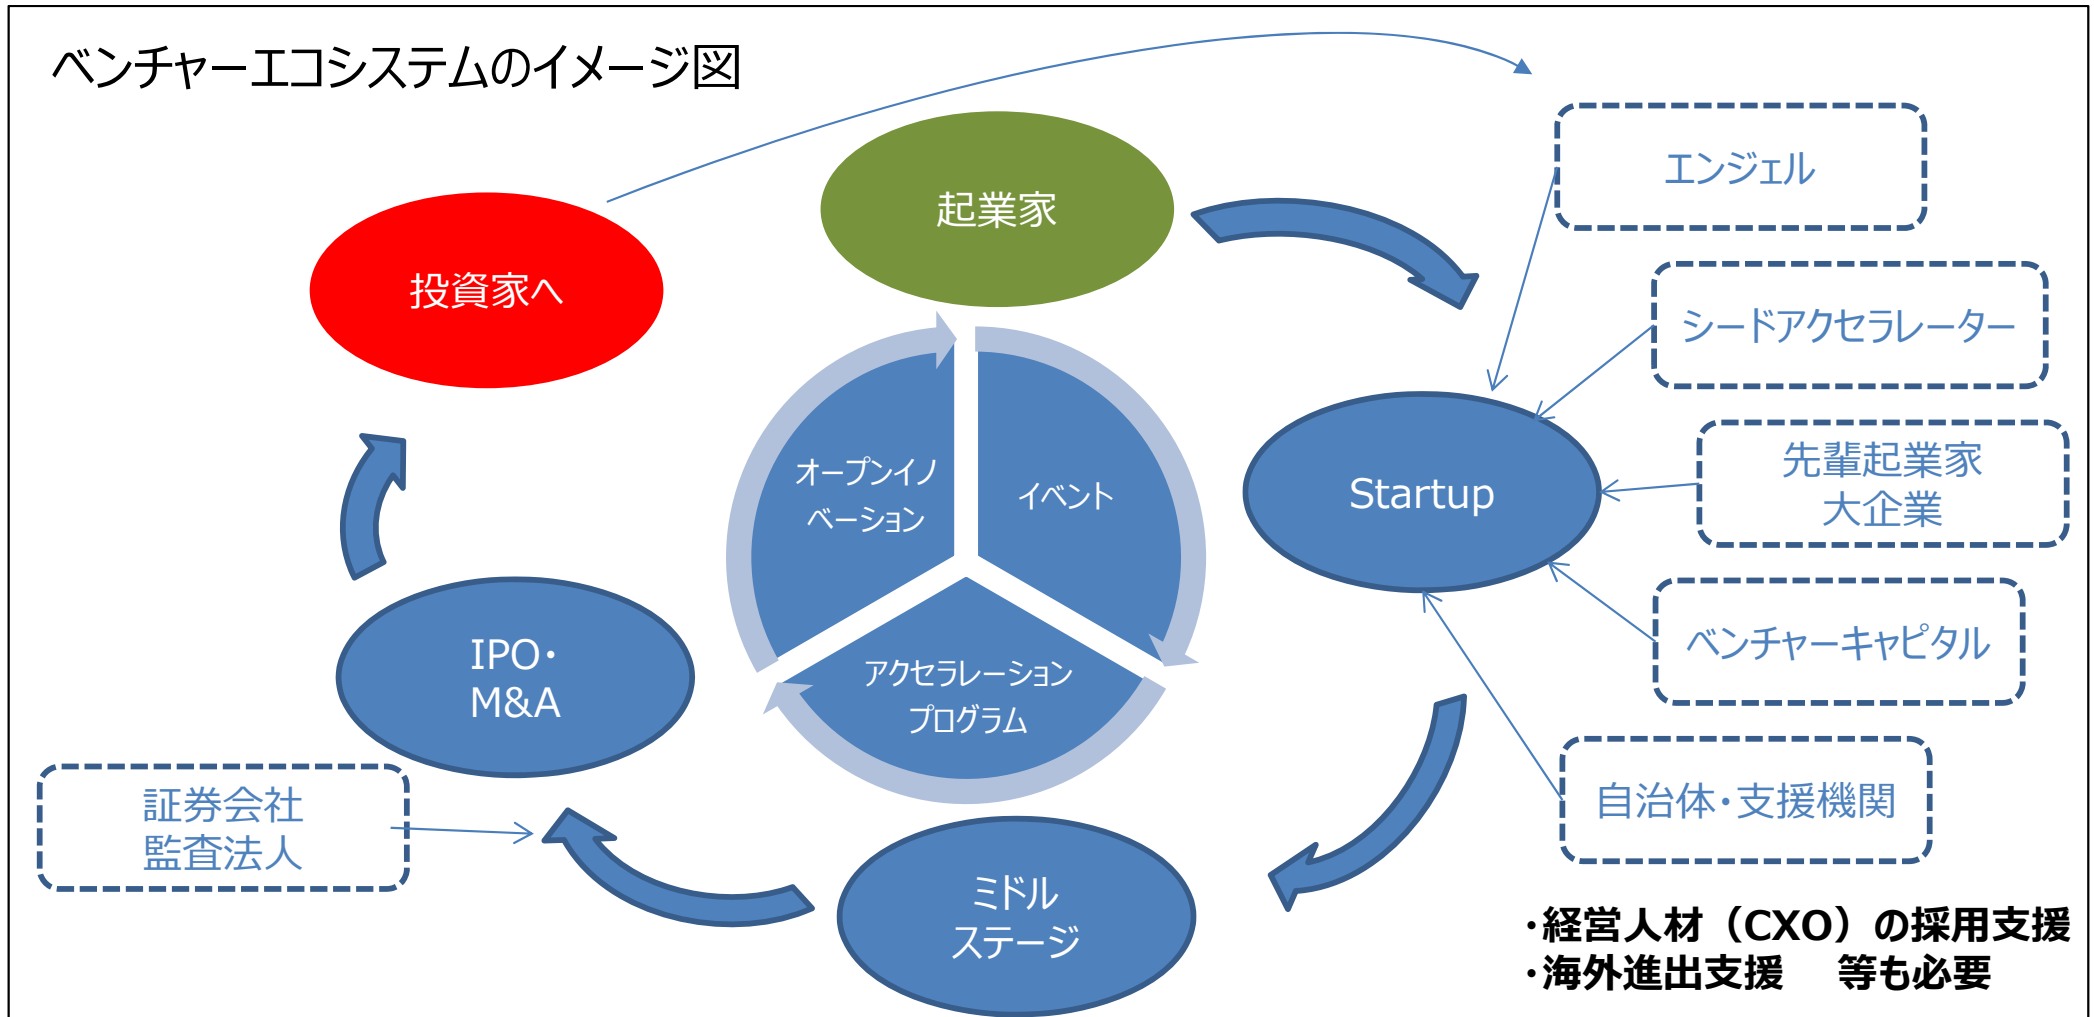 ベンチャーエコシステムのイメージ図
エンジェル
起業家
投資家へ
シードアクセラレーター
オープンイノ
ベーション
イベント
Startup
先輩起業家
大企業
IPO・
M&A
アクセラレーション
プログラム
ベンチャーキャピタル
証券会社
監査法人
自治体・支援機関
ミドル
ステージ
・経営人材（CXO）の採用支援
・海外進出支援　等も必要